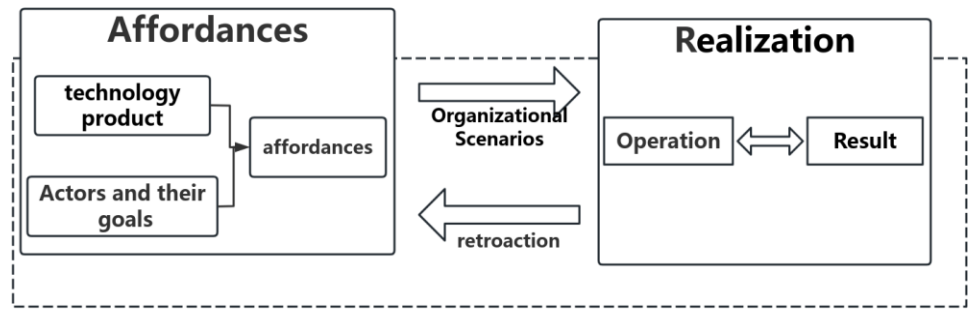 Affordances
technology
product
affordances
Actors and their
goals
Organizational
Scenarios
retroaction
Realization
Operation
Result